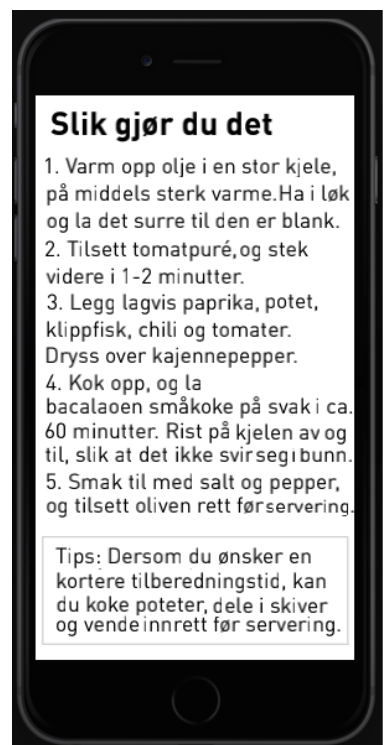 Slik gjør du det
1. Varm opp olje i en stor kjele,
på middels sterk varme.Ha i løk
og la det surre til den er blank.
2. Tilsett tomatpuré,og stek
videre i 1-2 minutter.
3. Legg lagvis paprika, potet,
klippfisk, chili og tomater.
Dryss over kajennepepper.
4. Kok opp, og la
bacalaoen småkoke på svak i ca.
60 minutter. Rist på kjelen av og
til, slik at det ikke svir seg i bunn.
5. Smak til med salt og pepper,
og tilsett oliven rett før servering.
Tips: Dersom du ønsker en
kortere tilberedningstid, kan
du koke poteter, dele i skiver
og vende inn rett før servering.